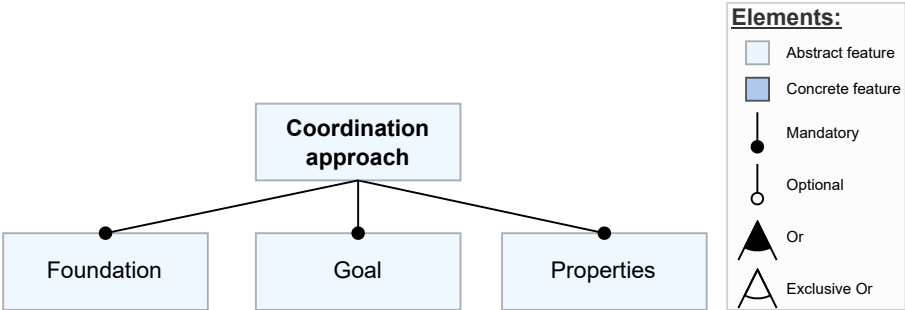 Elements:
Abstract feature
Concrete feature
Mandatory
Optional
Or
Exclusive Or
Coordination
approach
Foundation
Goal
Properties